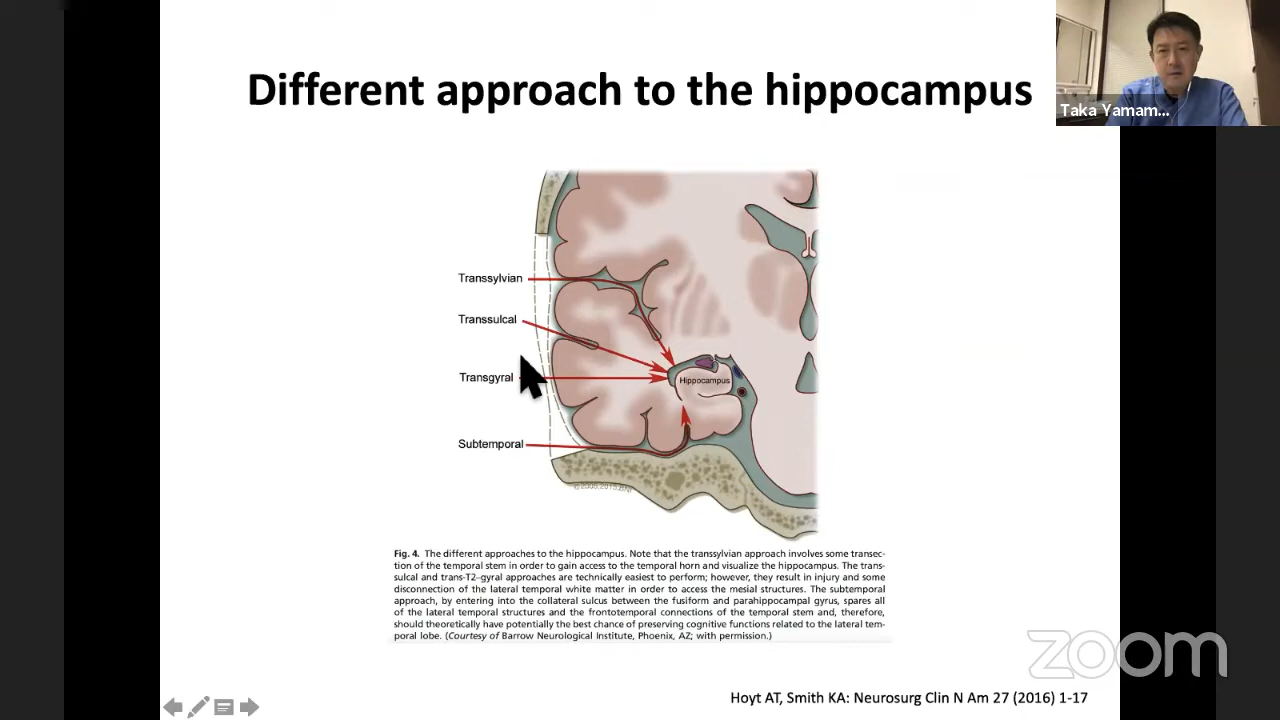 Different approach to the hippocampus
Taka Yamam...
Transsylvian
Transsulcal
Transgyral
Hippocampus
Subtemporal
Fig. 4. The different approaches to the hippocampus. Note that the transsylvian approach involves some transec-
tion of the temporal stem in order to gain access to the temporal horn and visualize the hippocampus. The trans-
sulcal and trans-T2–gyral approaches are technically easiest to perform; however, they result in injury and some
disconnection of the lateral temporal white matter in order to access the mesial structures. The subtemporal
approach, by entering into the collateral sulcus between the fusiform and parahippocampal gyrus, spares all
of the lateral temporal structures and the frontotemporal connections of the temporal stem and, therefore,
should theoretically have potentially the best chance of preserving cognitive functions related to the lateral tem-
poral lobe. (Courtesy of Barrow Neurological Institute, Phoenix, AZ; with permission.)
zoom
Hoyt AT, Smith KA: Neurosurg Clin N Am 27 (2016) 1-17